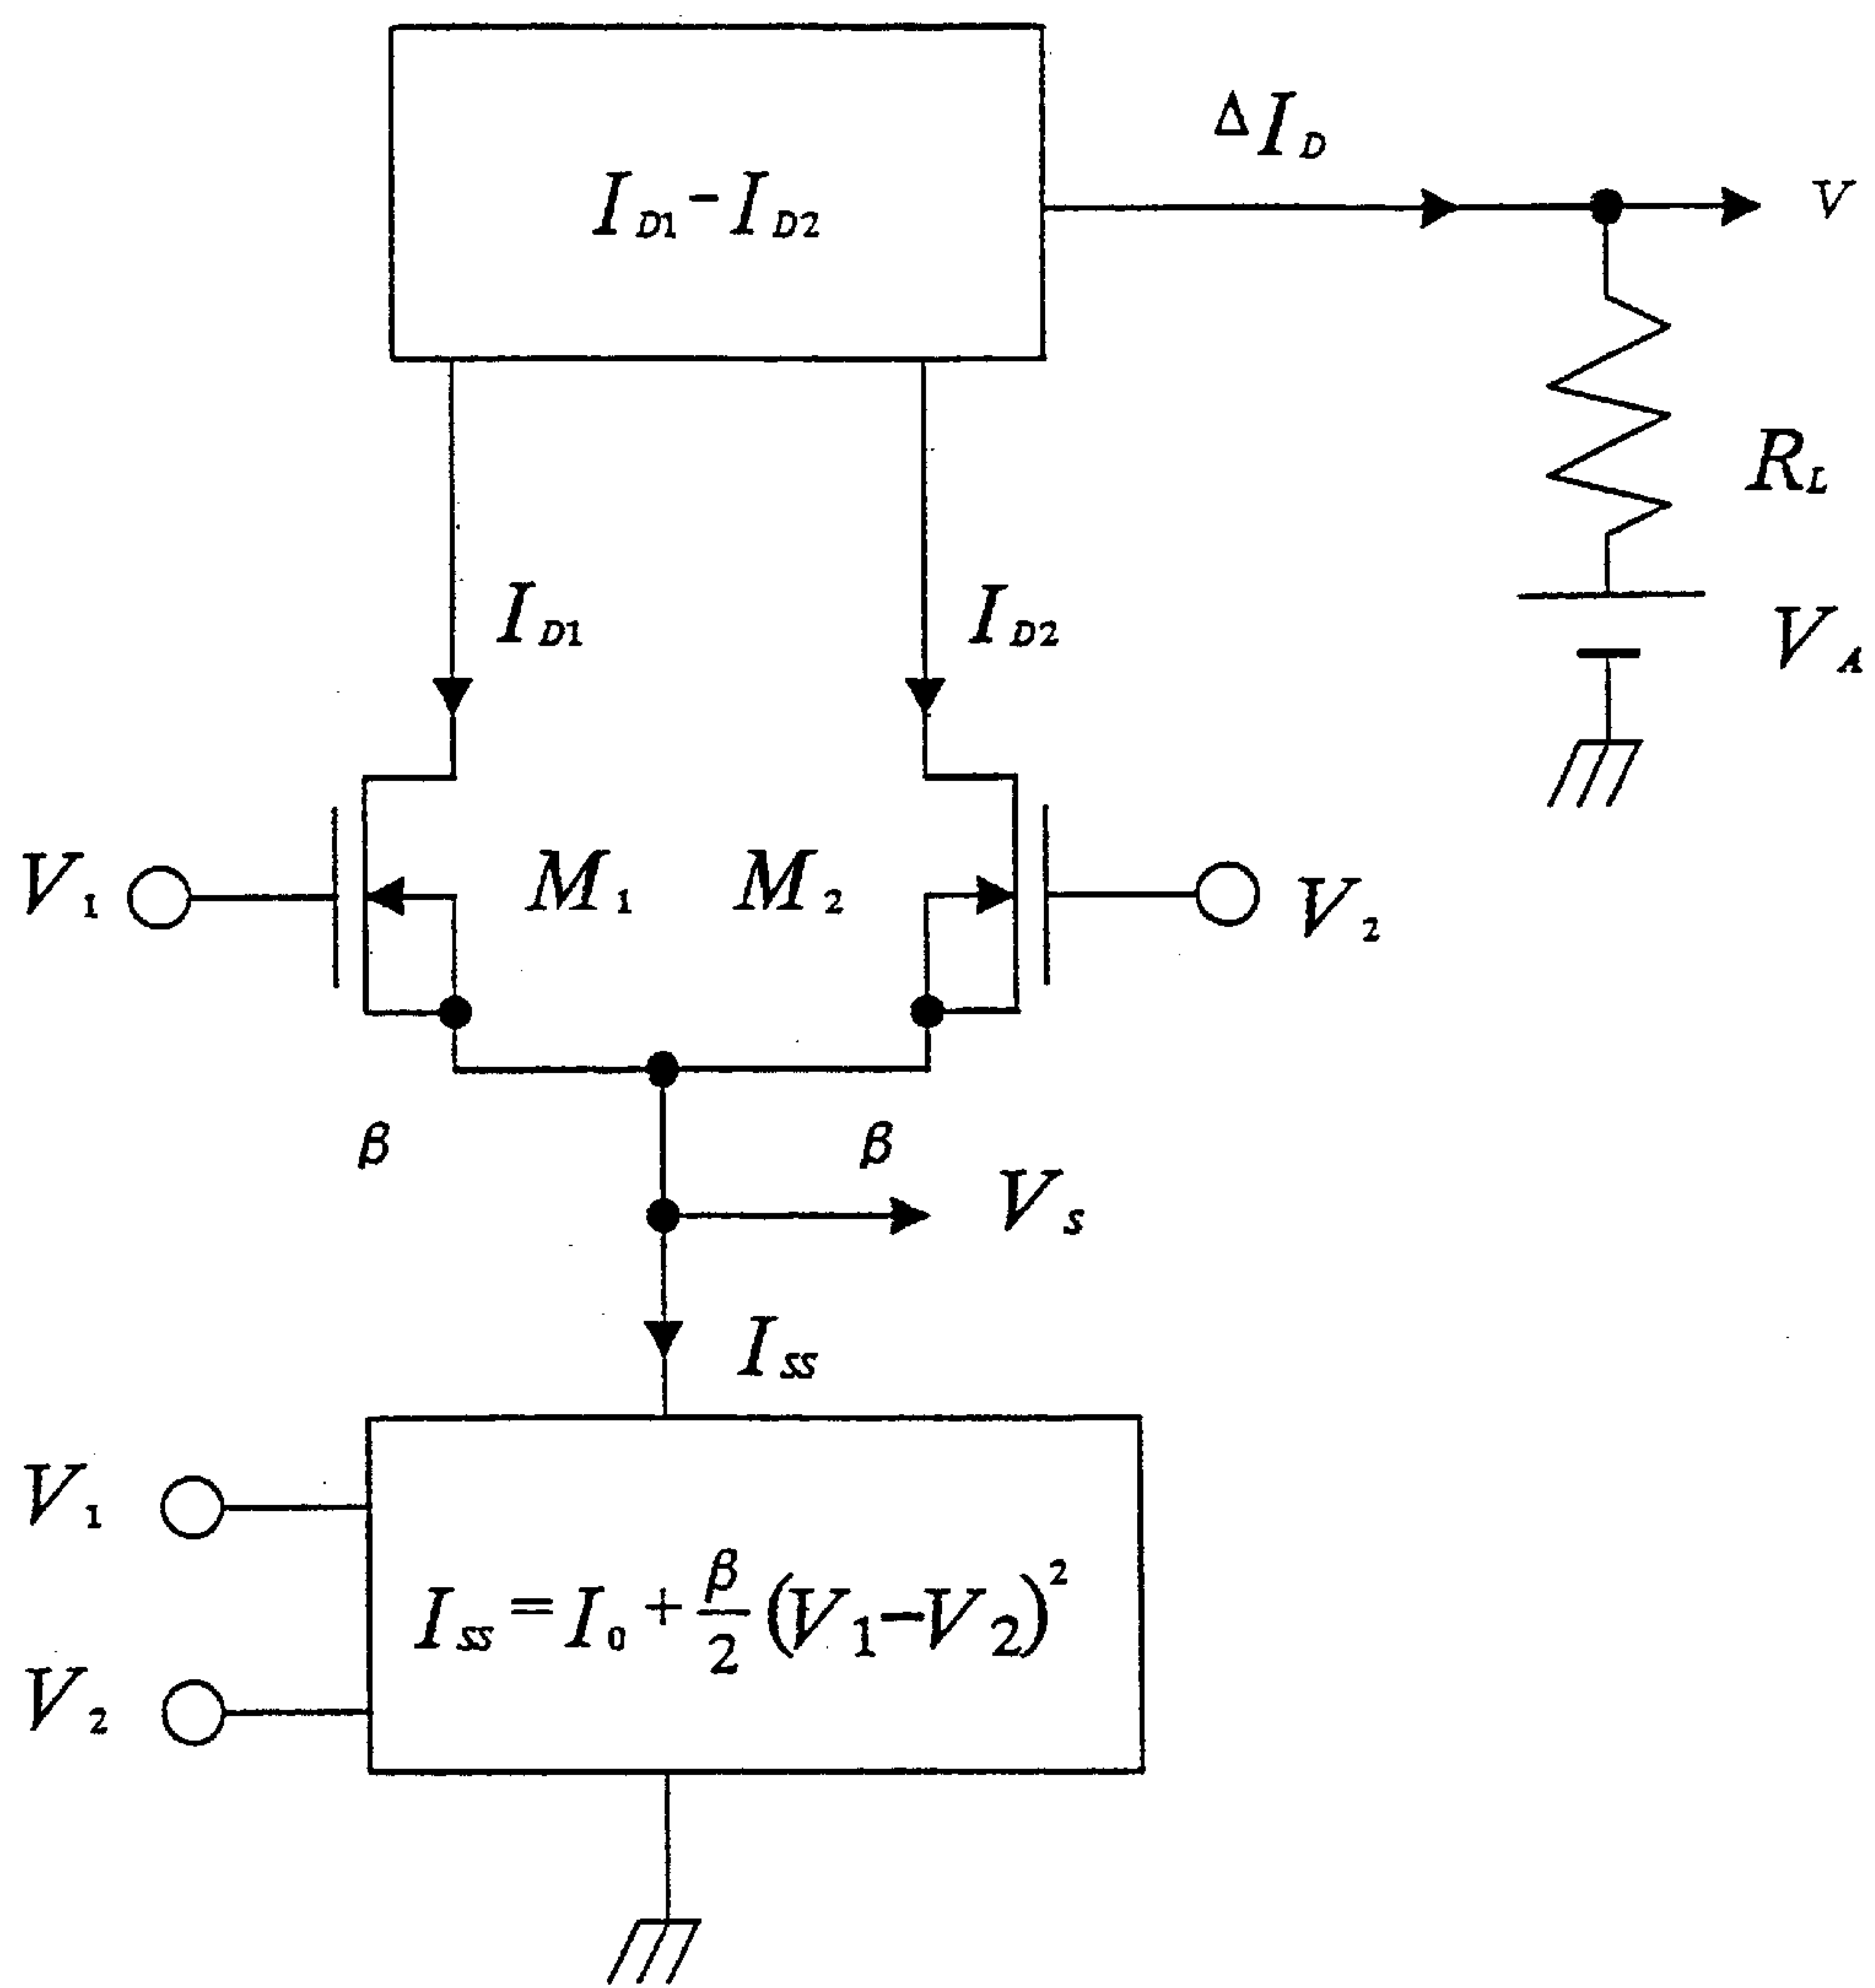 ΔI_D
I_D1-I_D2
V
R_L
I_D1
I_D2
V_A
V_1
M_1
M_2
V_2
β
β
V_S
I_SS
V_1
I_SS=I_0+β/2(V_1-V_2)^2
V_2